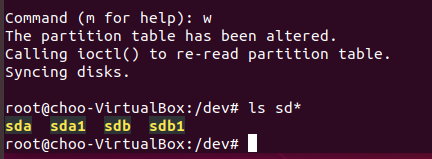 Command (m for help): w
The partition table has been altered.
Calling ioctl() to re-read partition table.
Syncing disks.
root@choo-VirtualBox:/dev# ls sd*
sda  sda1  sdb  sdb1
root@choo-VirtualBox:/dev#